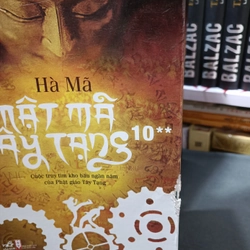 Hà Mã
MẬT MÃ
TÂY TẠNG 10**
Cuộc truy tìm kho báu ngàn năm
của Phật giáo Tây Tạng
BALZAC
BALZAC
BALZAC
BALZAC